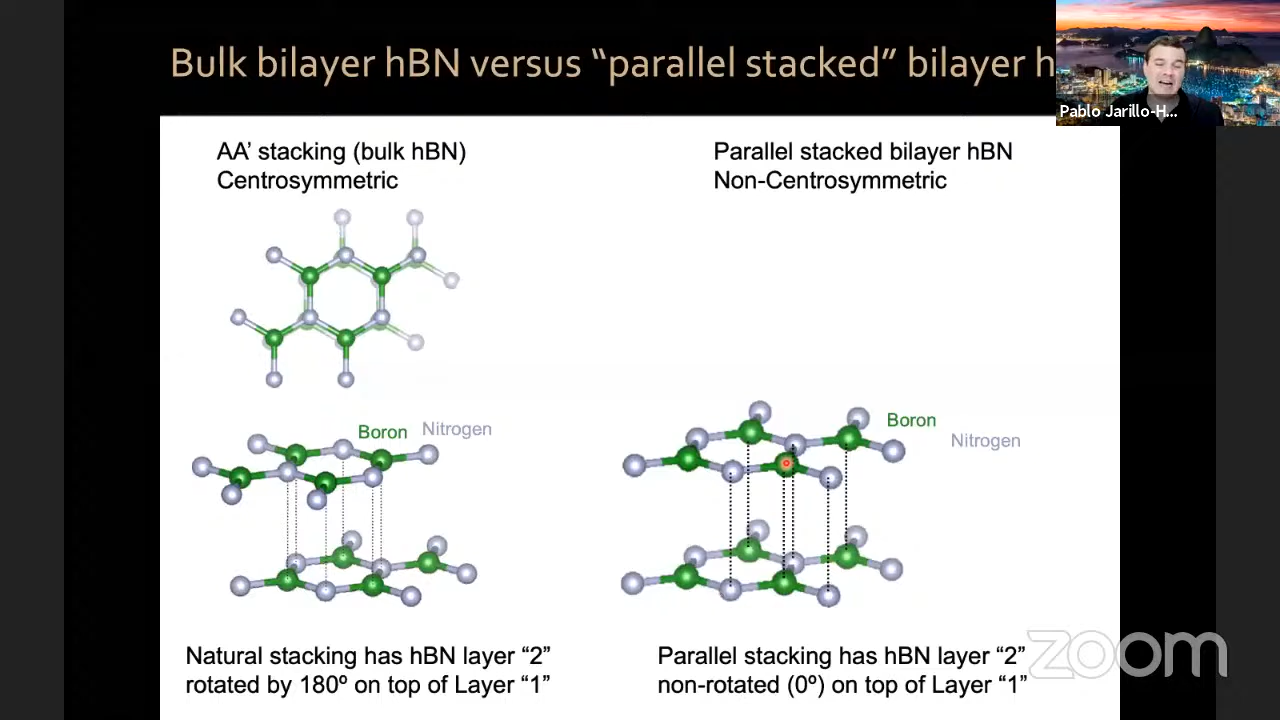 Bulk bilayer hBN versus “parallel stacked” bilayer h
Pablo Jarillo-H...
AA’ stacking (bulk hBN)
Centrosymmetric
Parallel stacked bilayer hBN
Non-Centrosymmetric
Boron Nitrogen
Boron
Nitrogen
Natural stacking has hBN layer “2”
rotated by 180º on top of Layer “1”
Parallel stacking has hBN layer “2”
non-rotated (0º) on top of Layer “1”
zoom